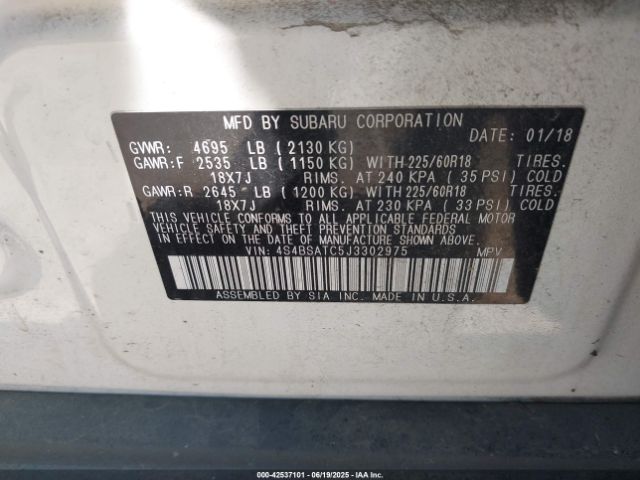 MFD BY SUBARU CORPORATION
DATE: 01/18
GVWR: 4695 LB (2130 KG)
GAWR:F 2535 LB (1150 KG) WITH 225/60R18 TIRES.
18X7J RIMS. AT 240 KPA (35 PSI) COLD
GAWR:R 2645 LB (1200 KG) WITH 225/60R18 TIRES.
18X7J RIMS. AT 230 KPA (33 PSI) COLD
THIS VEHICLE CONFORMS TO ALL APPLICABLE FEDERAL MOTOR
VEHICLE SAFETY AND THEFT PREVENTION STANDARDS IN EFFECT
ON THE DATE OF MANUFACTURE SHOWN ABOVE.
VIN: 4S4BSATC5J3302975 MPV
ASSEMBLED BY SIA INC. MADE IN U.S.A.
000-42537101 - 06/19/2025 - IAAI.COM